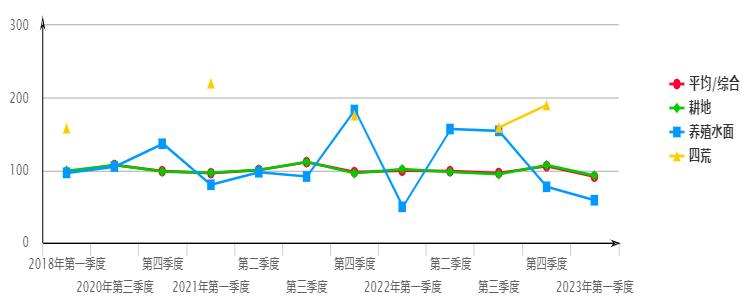 300
200
100
0
2018年第一季度
2020年第三季度
第四季度
2021年第一季度
第二季度
第三季度
第四季度
2022年第一季度
第二季度
第三季度
第四季度
2023年第一季度
平均/综合
耕地
养殖水面
四荒